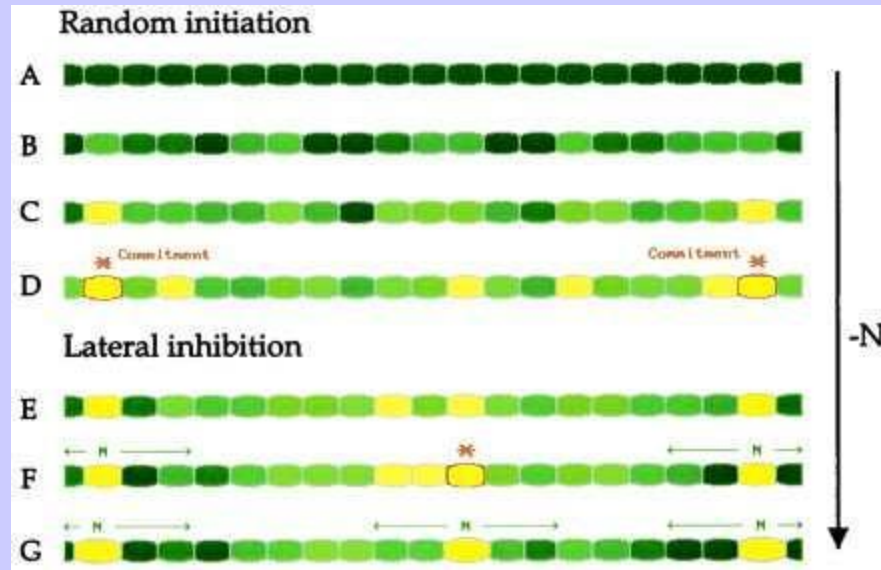 Random initiation
A
B
C
Commitment Commitment
* *
D
Lateral inhibition
-N
E
* 
N N
F
N N N
G